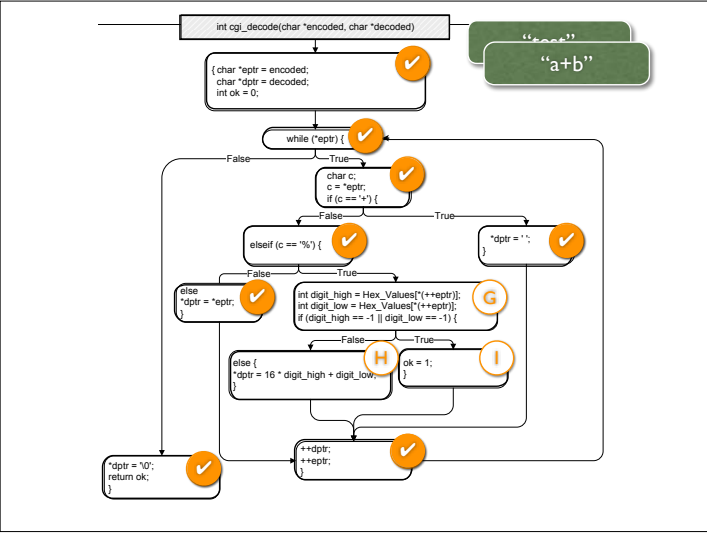 int cgi_decode(char *encoded, char *decoded)
“test”
“a+b”
{ char *eptr = encoded;
char *dptr = decoded;
int ok = 0;
while (*eptr) {
False
True
char c;
c = *eptr;
if (c == '+') {
False
True
elseif (c == '%') {
*dptr = ' ';
}
False
True
else
*dptr = *eptr;
}
int digit_high = Hex_Values[*(++eptr)];
int digit_low = Hex_Values[*(++eptr)];
if (digit_high == -1 || digit_low == -1) {
G
False
True
else {
*dptr = 16 * digit_high + digit_low;
}
H
ok = 1;
}
I
++dptr;
++eptr;
}
*dptr = '\0';
return ok;
}